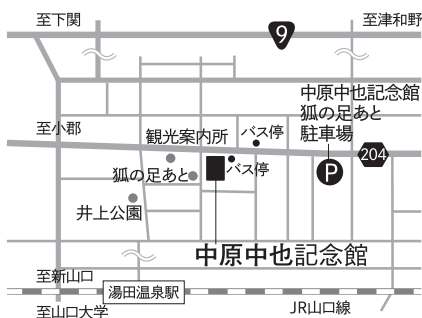 至下関
至津和野
9
中原中也記念館
狐の足あと
駐車場
至小郡
観光案内所
バス停
204
P
狐の足あと
バス停
井上公園
中原中也記念館
至新山口
湯田温泉駅
至山口大学
JR山口線